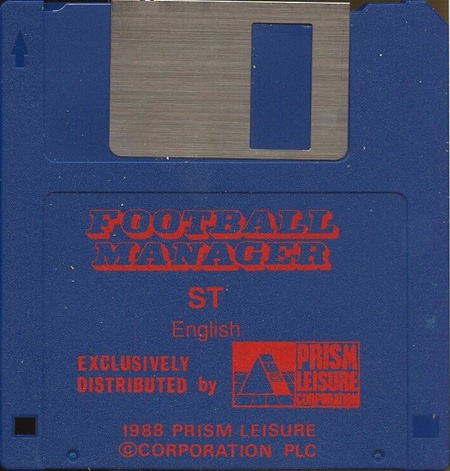 FOOTBALL
MANAGER
ST
English
EXCLUSIVELY
DISTRIBUTED by
PRISM
LEISURE
CORPORATION
1988 PRISM LEISURE
©CORPORATION PLC